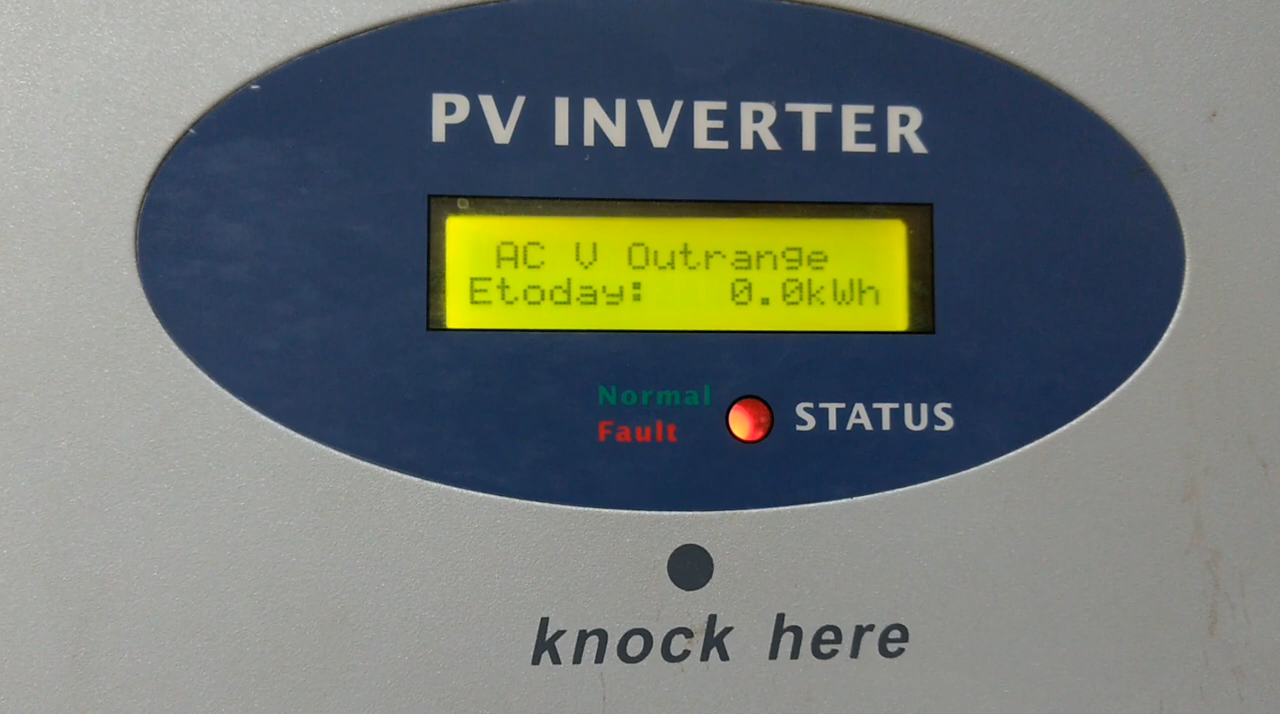 PV INVERTER
AC V Outrange
Etoday: 0.0kWh
Normal
Fault
STATUS
knock here